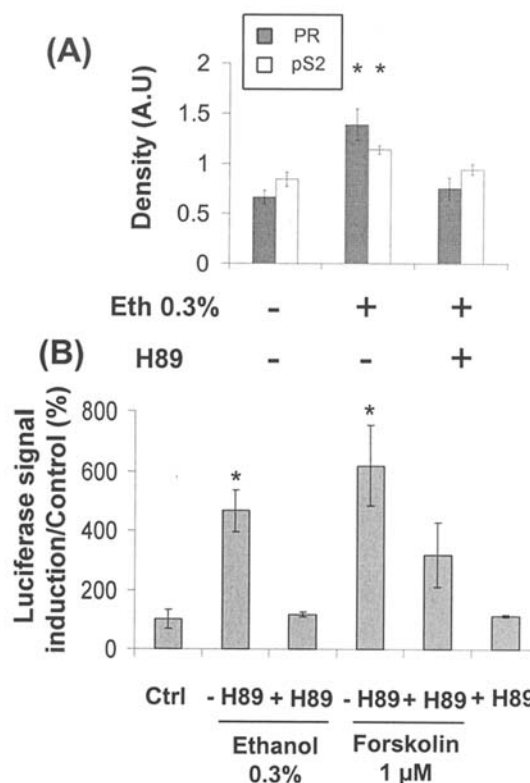 (A)
PR
pS2
* *
Density (A.U)
2
1.5
1
0.5
0
Eth 0.3% - + +
H89 - - +
(B)
Luciferase signal
induction/Control (%)
800
600
400
200
0
*
*
Ctrl - H89 + H89 - H89 + H89 + H89
Ethanol
0.3%
Forskolin
1 µM